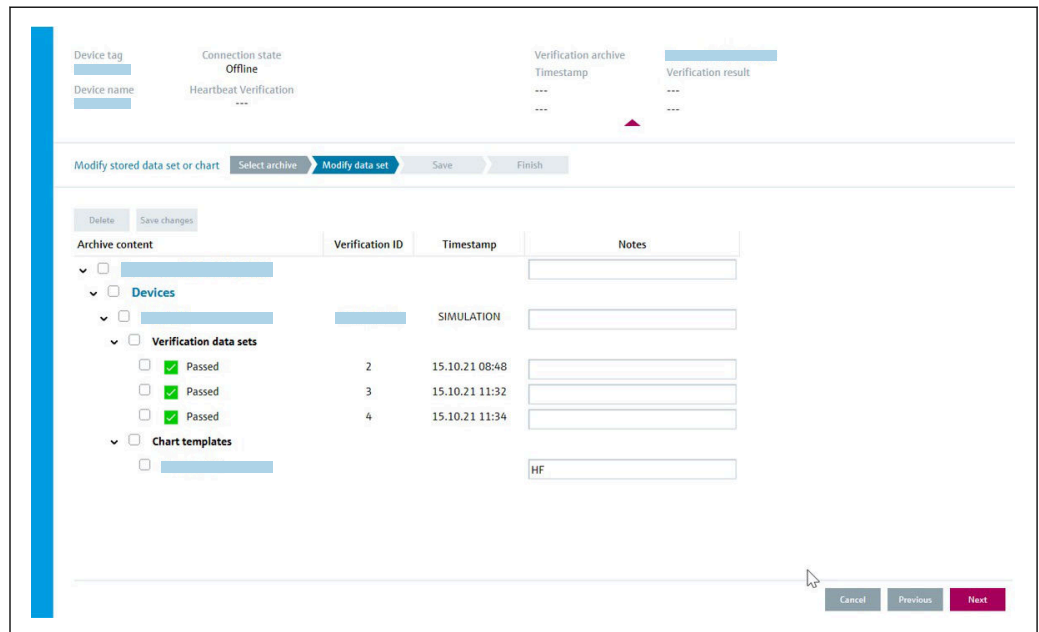 Device tag Connection state Verification archive
Offline Timestamp Verification result
Device name Heartbeat Verification --- ---
--- --- ---
Modify stored data set or chart Select archive Modify data set Save Finish
Delete Save changes
Archive content Verification ID Timestamp Notes
Devices
SIMULATION
Verification data sets
Passed 2 15.10.21 08:48
Passed 3 15.10.21 11:32
Passed 4 15.10.21 11:34
Chart templates
HF
Cancel Previous Next